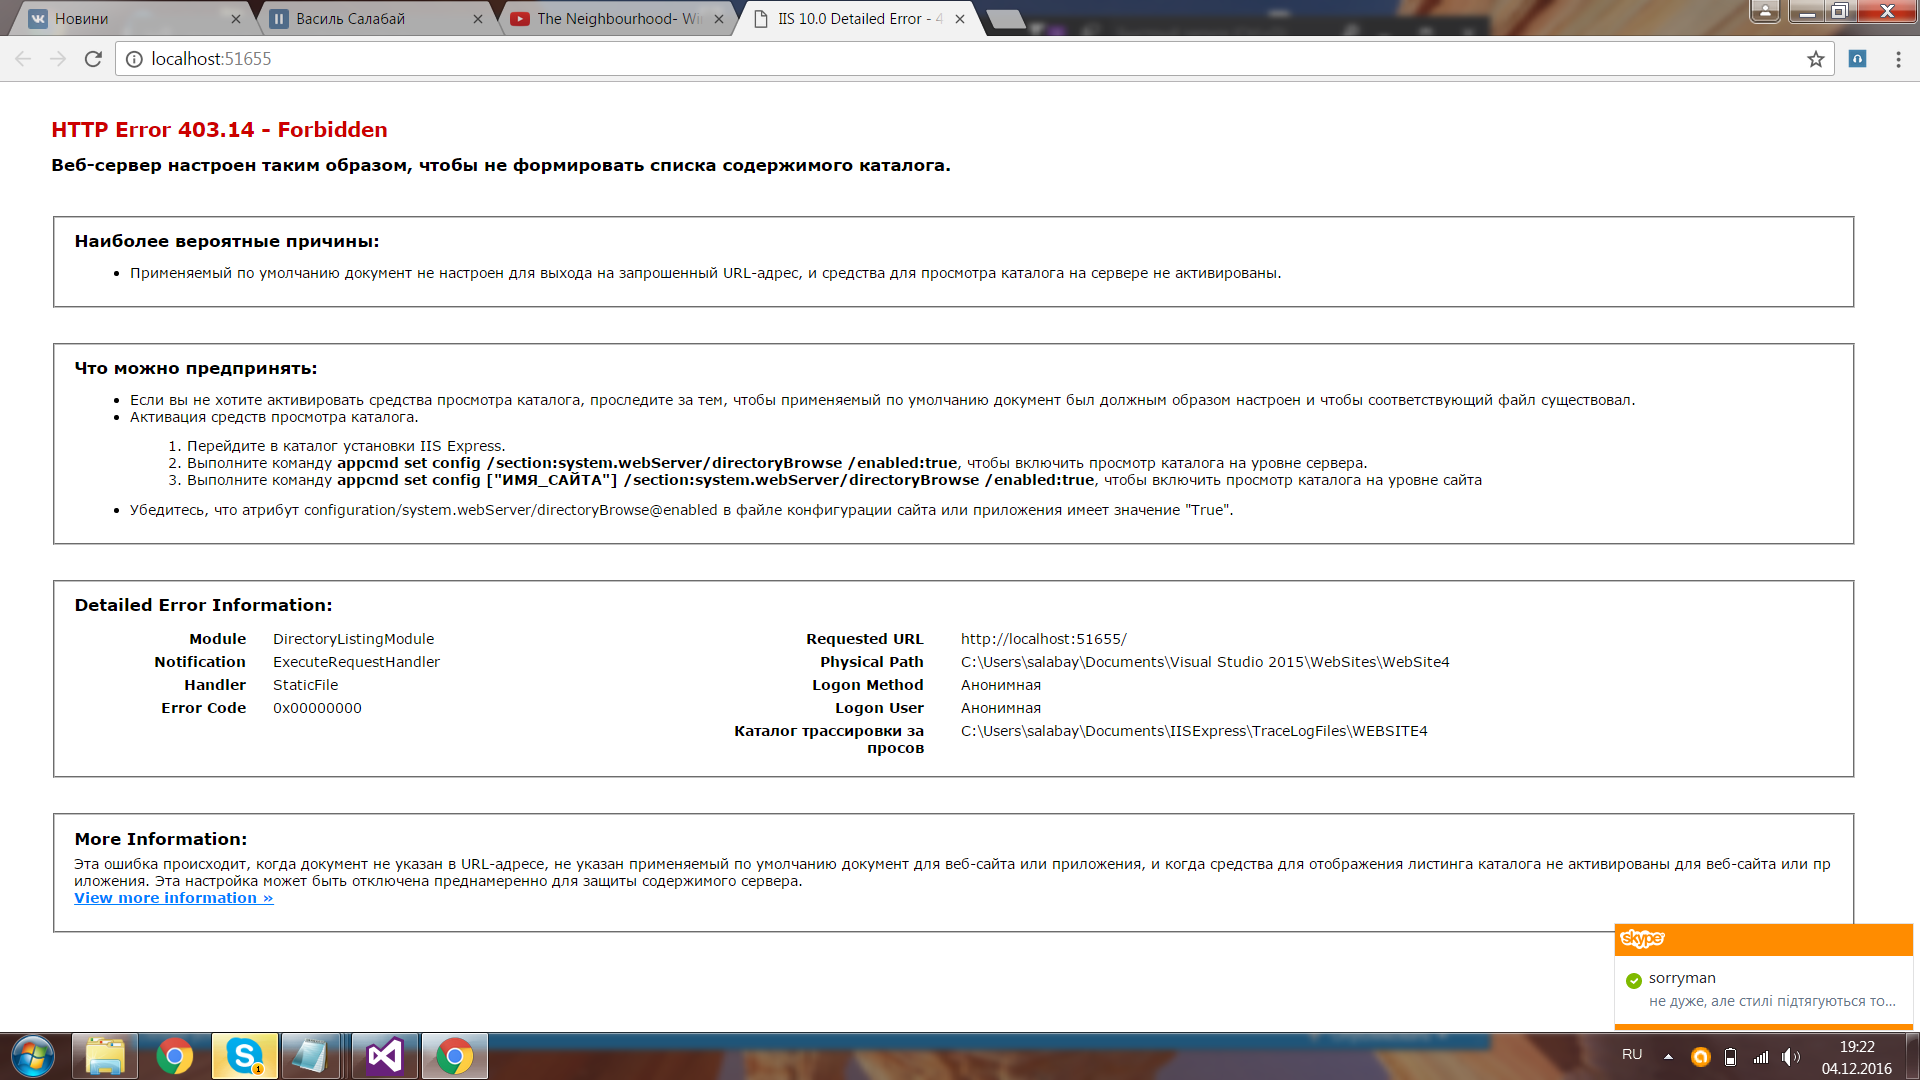 Новини
Василь Салабай
The Neighbourhood- Wi
IIS 10.0 Detailed Error - 4
localhost:51655
HTTP Error 403.14 - Forbidden
Веб-сервер настроен таким образом, чтобы не формировать списка содержимого каталога.
Наиболее вероятные причины:
Применяемый по умолчанию документ не настроен для выхода на запрошенный URL-адрес, и средства для просмотра каталога на сервере не активированы.
Что можно предпринять:
Если вы не хотите активировать средства просмотра каталога, проследите за тем, чтобы применяемый по умолчанию документ был должным образом настроен и чтобы соответствующий файл существовал.
Активация средств просмотра каталога.
1. Перейдите в каталог установки IIS Express.
2. Выполните команду appcmd set config /section:system.webServer/directoryBrowse /enabled:true, чтобы включить просмотр каталога на уровне сервера.
3. Выполните команду appcmd set config ["ИМЯ_САЙТА"] /section:system.webServer/directoryBrowse /enabled:true, чтобы включить просмотр каталога на уровне сайта
Убедитесь, что атрибут configuration/system.webServer/directoryBrowse@enabled в файле конфигурации сайта или приложения имеет значение "True".
Detailed Error Information:
Module DirectoryListingModule
Notification ExecuteRequestHandler
Handler StaticFile
Error Code 0x00000000
Requested URL http://localhost:51655/
Physical Path C:\Users\salabay\Documents\Visual Studio 2015\WebSites\WebSite4
Logon Method Анонимная
Logon User Анонимная
Каталог трассировки за C:\Users\salabay\Documents\IISExpress\TraceLogFiles\WEBSITE4
просов
More Information:
Эта ошибка происходит, когда документ не указан в URL-адресе, не указан применяемый по умолчанию документ для веб-сайта или приложения, и когда средства для отображения листинга каталога не активированы для веб-сайта или пр
иложения. Эта настройка может быть отключена преднамеренно для защиты содержимого сервера.
View more information »
skype
sorryman
не дуже, але стилі підтягуються то...
1
RU
19:22
04.12.2016